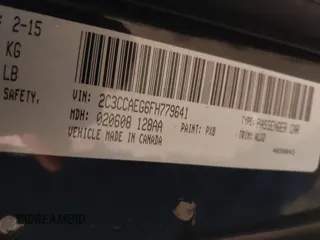 2-15
KG
LB
SAFETY.
VIN: 2C3CCAEG6FH779641
TYPE: PASSENGER CAR
MDH: 020608 128AA
PAINT: PX8
TRIM:
VEHICLE MADE IN CANADA